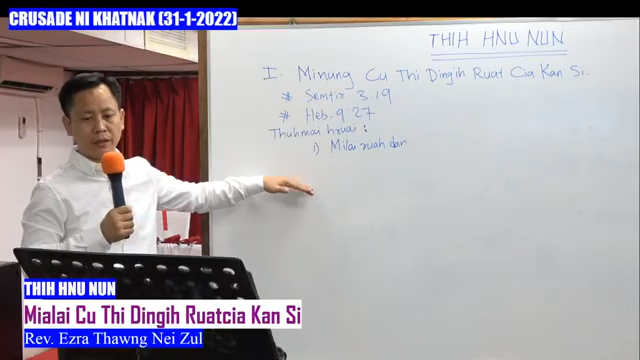 CRUSADE NI KHATNAK (31-1-2022)
THIH HNU NUN
I. Minung Cu Thi Dingih Ruat Cia Kan Si.
* Semtir 3:19
* Heb. 9:27
Thuhmai hruai :
1) Milai ruah dan.
THIH HNU NUN
Mialai Cu Thi Dingih Ruatcia Kan Si
Rev. Ezra Thawng Nei Zul